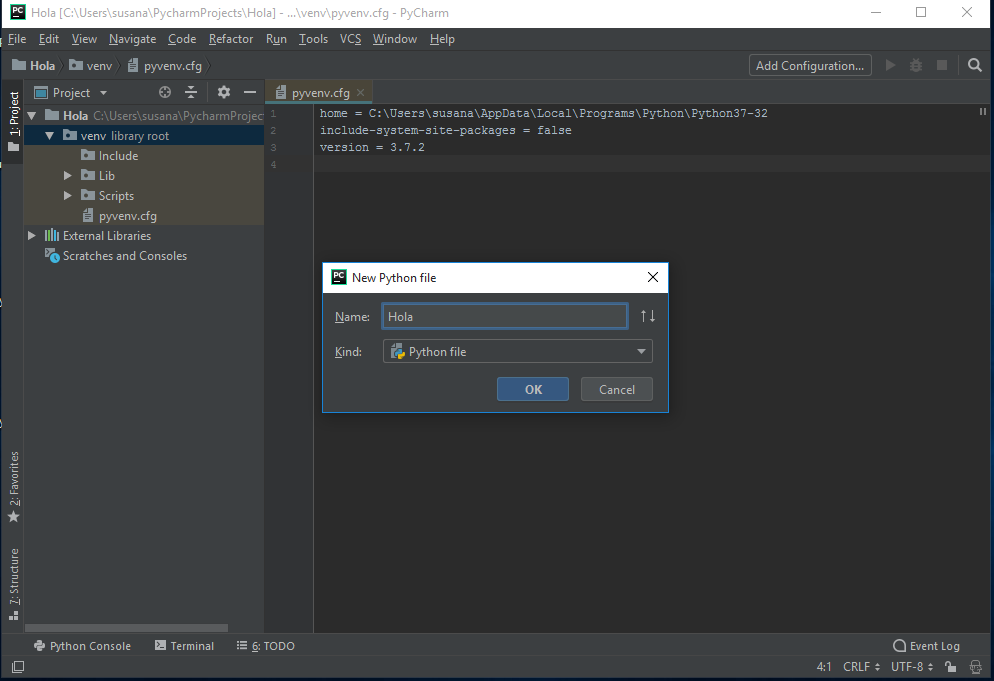 PC Hola [C:\Users\susana\PycharmProjects\Hola] - ...\venv\pyvenv.cfg - PyCharm
File Edit View Navigate Code Refactor Run Tools VCS Window Help
Hola venv pyvenv.cfg Add Configuration...
Project pyvenv.cfg
1: Project
Hola C:\Users\susana\PycharmProjec
venv library root
Include
Lib
Scripts
pyvenv.cfg
External Libraries
Scratches and Consoles
1 home = C:\Users\susana\AppData\Local\Programs\Python\Python37-32
2 include-system-site-packages = false
3 version = 3.7.2
4
PC New Python file
Name: Hola
Kind: Python file
OK Cancel
2: Favorites
7: Structure
Python Console Terminal 6: TODO Event Log
4:1 CRLF UTF-8